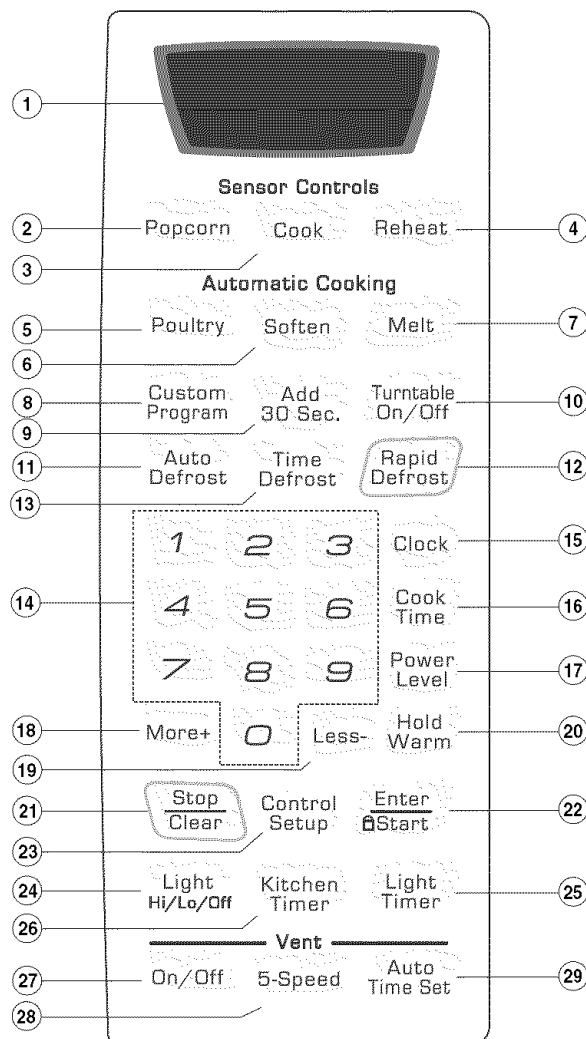 1
Sensor Controls
2 Popcorn Cook Reheat 4
3
Automatic Cooking
5 Poultry Soften Melt 7
6
8 Custom Program Add 30 Sec. Turntable On/Off 10
9
11 Auto Defrost Time Defrost Rapid Defrost 12
13
1 2 3 Clock 15
14 4 5 6 Cook Time 16
7 8 9 Power Level 17
18 More+ 0 Less- Hold Warm 20
19
21 Stop Clear Control Setup Enter Start 22
23
24 Light Hi/Lo/Off Kitchen Timer Light Timer 25
26
Vent
27 On/Off 5-Speed Auto Time Set 29
28